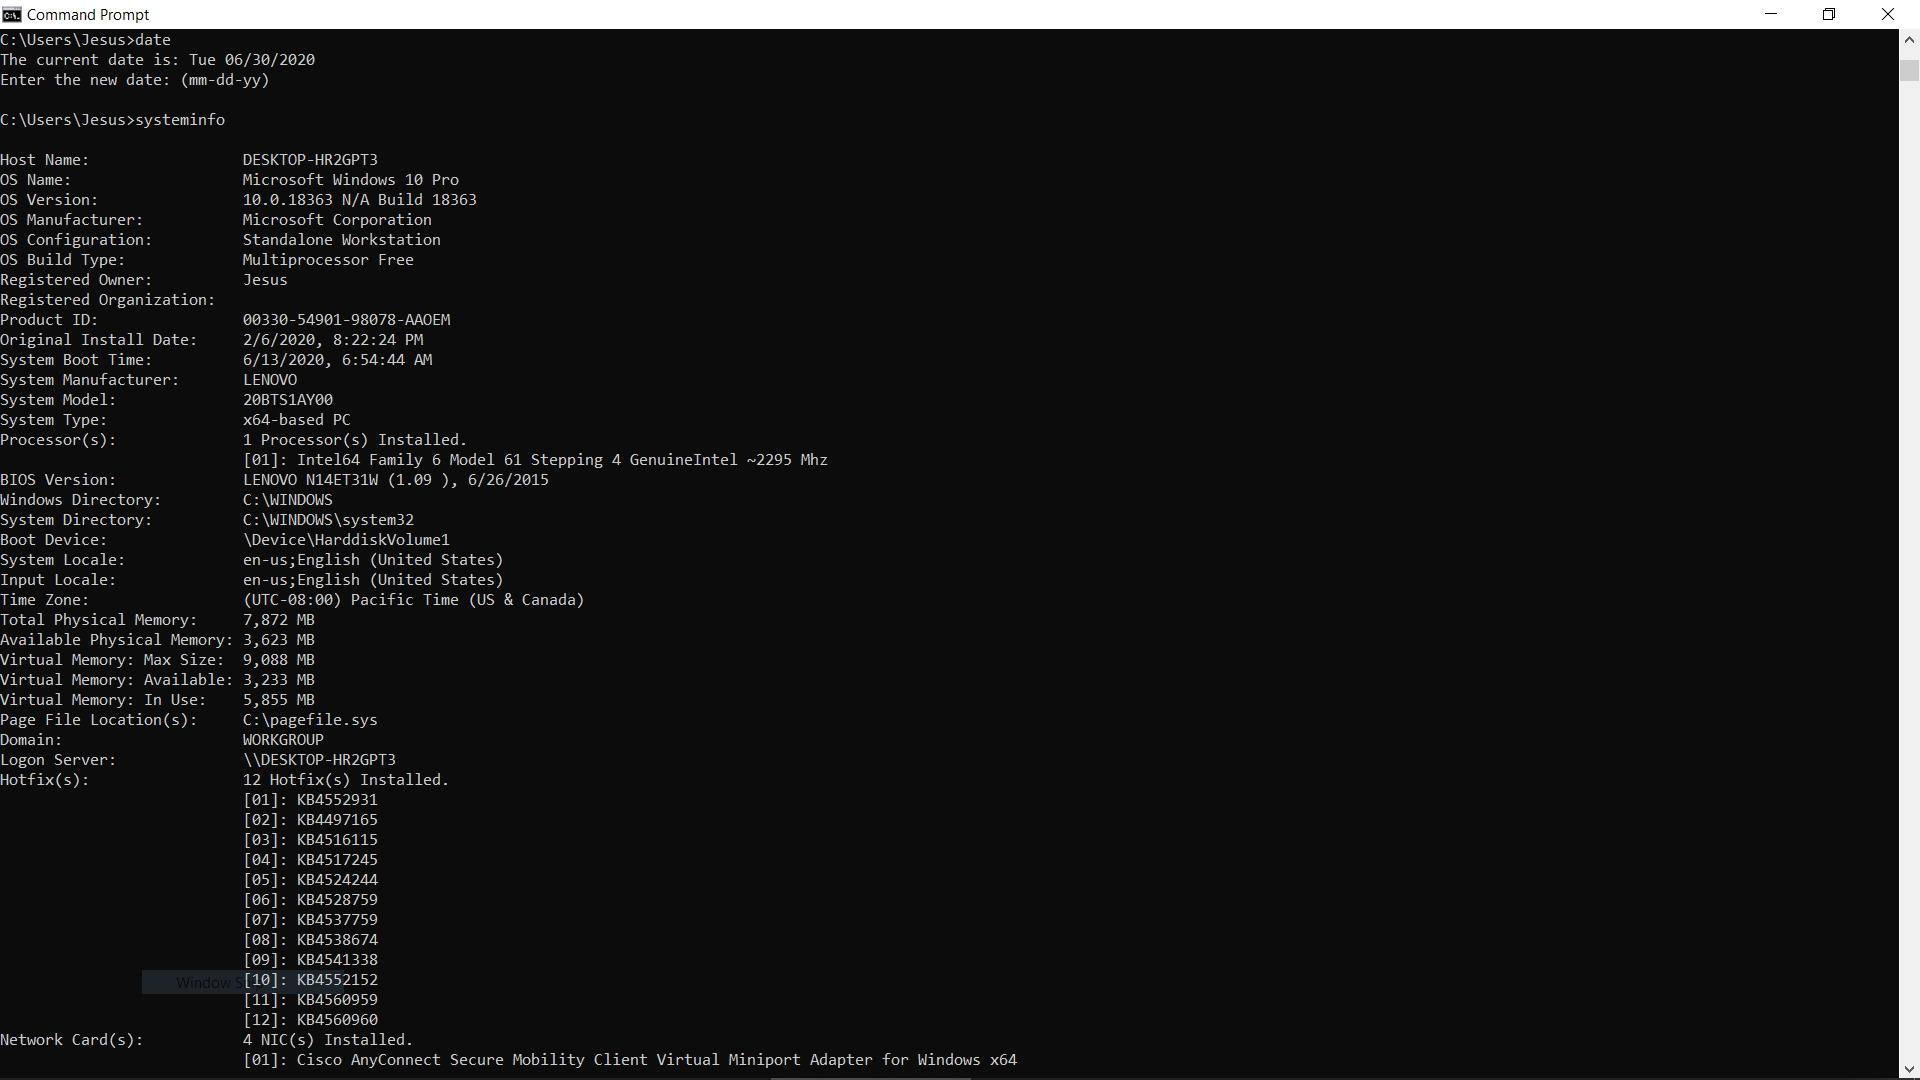 Command Prompt
C:\Users\Jesus>date
The current date is: Tue 06/30/2020
Enter the new date: (mm-dd-yy)
C:\Users\Jesus>systeminfo
Host Name: DESKTOP-HR2GPT3
OS Name: Microsoft Windows 10 Pro
OS Version: 10.0.18363 N/A Build 18363
OS Manufacturer: Microsoft Corporation
OS Configuration: Standalone Workstation
OS Build Type: Multiprocessor Free
Registered Owner: Jesus
Registered Organization:
Product ID: 00330-54901-98078-AAOEM
Original Install Date: 2/6/2020, 8:22:24 PM
System Boot Time: 6/13/2020, 6:54:44 AM
System Manufacturer: LENOVO
System Model: 20BTS1AY00
System Type: x64-based PC
Processor(s): 1 Processor(s) Installed.
[01]: Intel64 Family 6 Model 61 Stepping 4 GenuineIntel ~2295 Mhz
BIOS Version: LENOVO N14ET31W (1.09 ), 6/26/2015
Windows Directory: C:\WINDOWS
System Directory: C:\WINDOWS\system32
Boot Device: \Device\HarddiskVolume1
System Locale: en-us;English (United States)
Input Locale: en-us;English (United States)
Time Zone: (UTC-08:00) Pacific Time (US & Canada)
Total Physical Memory: 7,872 MB
Available Physical Memory: 3,623 MB
Virtual Memory: Max Size: 9,088 MB
Virtual Memory: Available: 3,233 MB
Virtual Memory: In Use: 5,855 MB
Page File Location(s): C:\pagefile.sys
Domain: WORKGROUP
Logon Server: \\DESKTOP-HR2GPT3
Hotfix(s): 12 Hotfix(s) Installed.
[01]: KB4552931
[02]: KB4497165
[03]: KB4516115
[04]: KB4517245
[05]: KB4524244
[06]: KB4528759
[07]: KB4537759
[08]: KB4538674
[09]: KB4541338
Window [10]: KB4552152
[11]: KB4560959
[12]: KB4560960
Network Card(s): 4 NIC(s) Installed.
[01]: Cisco AnyConnect Secure Mobility Client Virtual Miniport Adapter for Windows x64